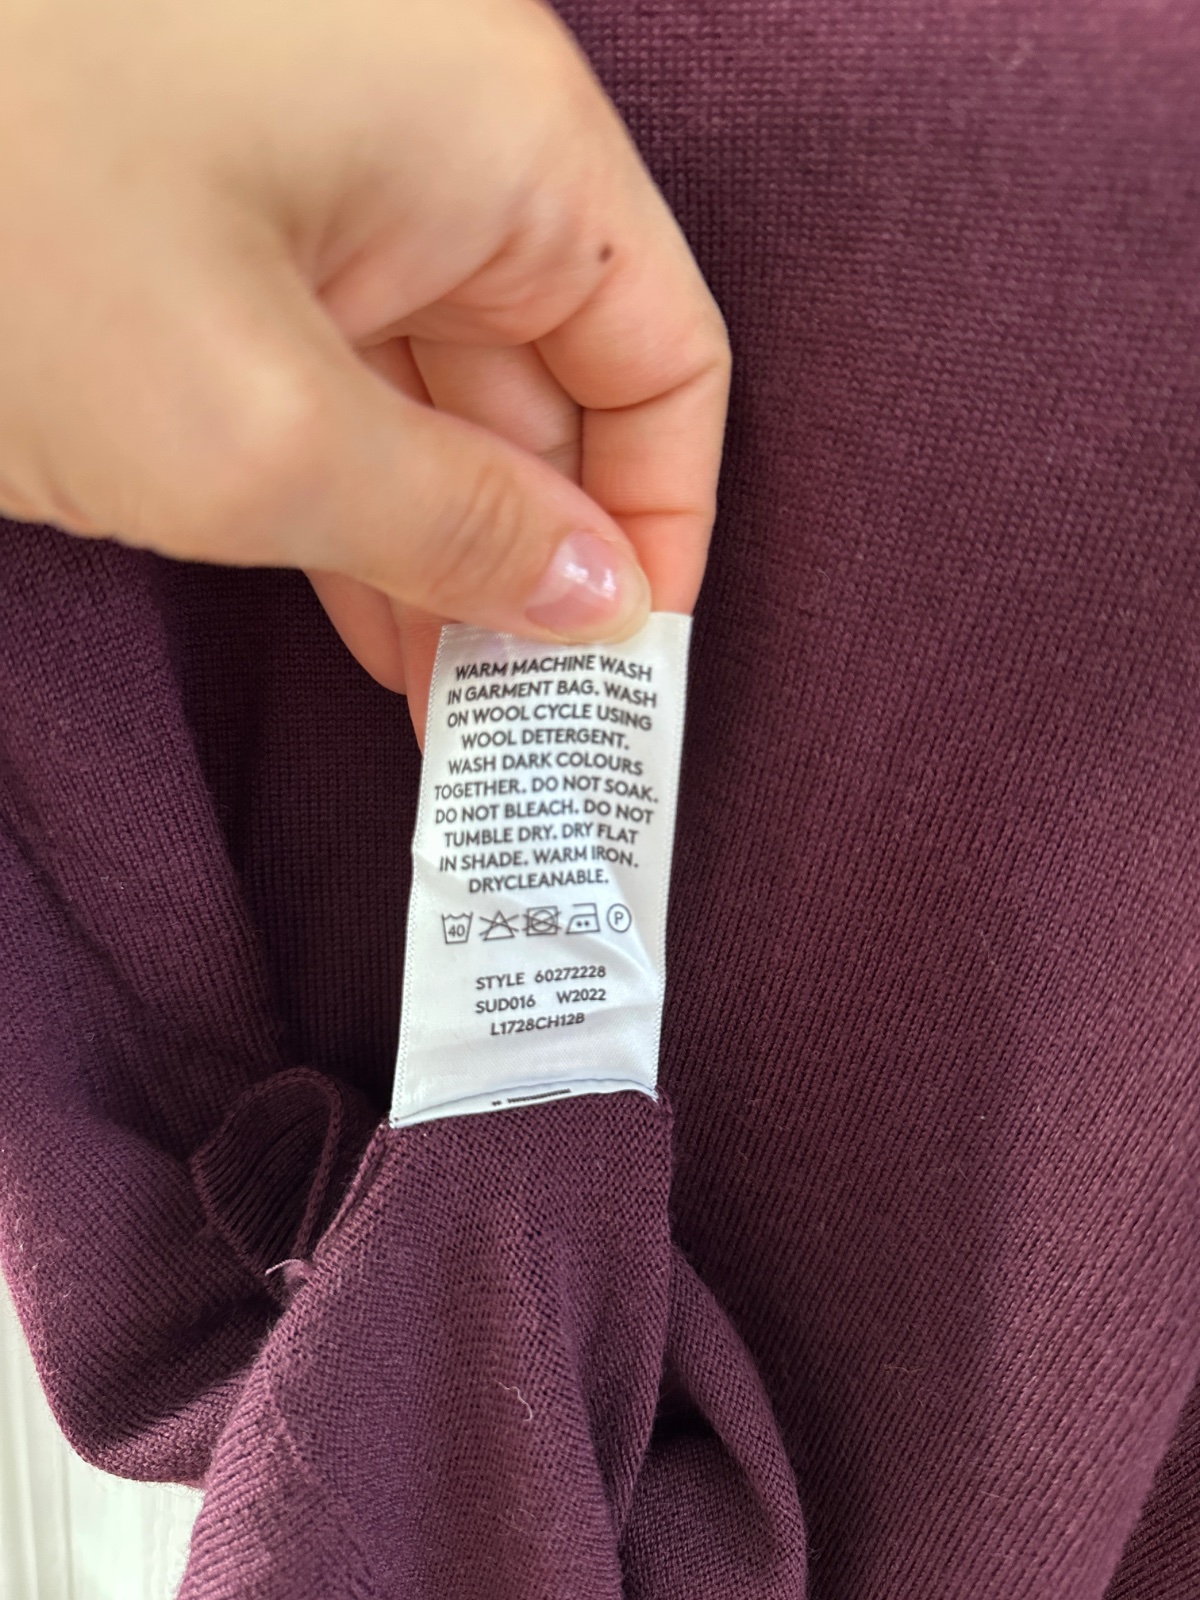 WARM MACHINE WASH
IN GARMENT BAG. WASH
ON WOOL CYCLE USING
WOOL DETERGENT.
WASH DARK COLOURS
TOGETHER. DO NOT SOAK.
DO NOT BLEACH. DO NOT
TUMBLE DRY. DRY FLAT
IN SHADE. WARM IRON.
DRYCLEANABLE.
40 P
STYLE 60272228
SUD016 W2022
L1728CH12B